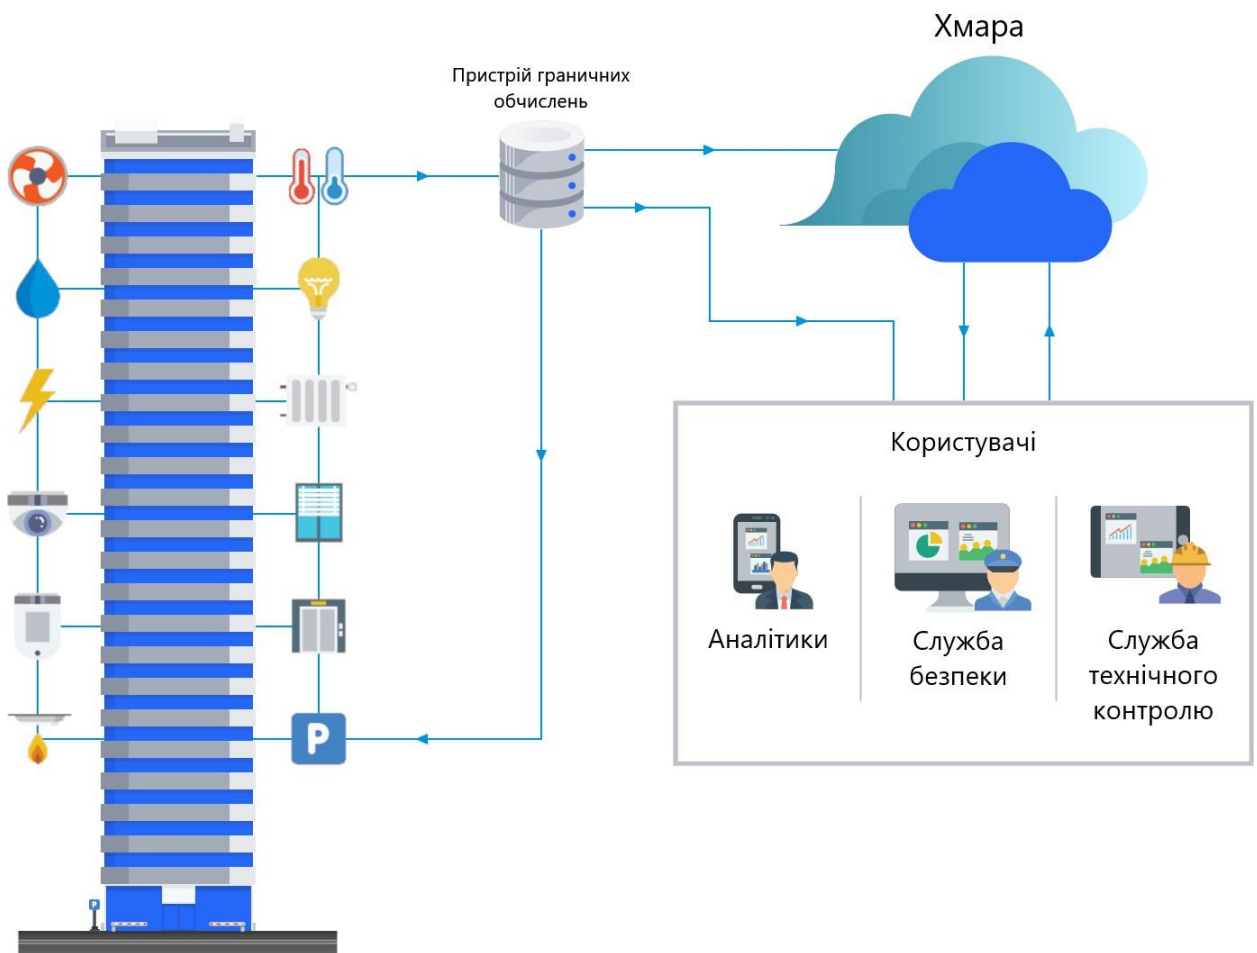 Хмара
Пристрій граничних
обчислень
Користувачі
Аналітики
Служба
безпеки
Служба
технічного
контролю
P
P